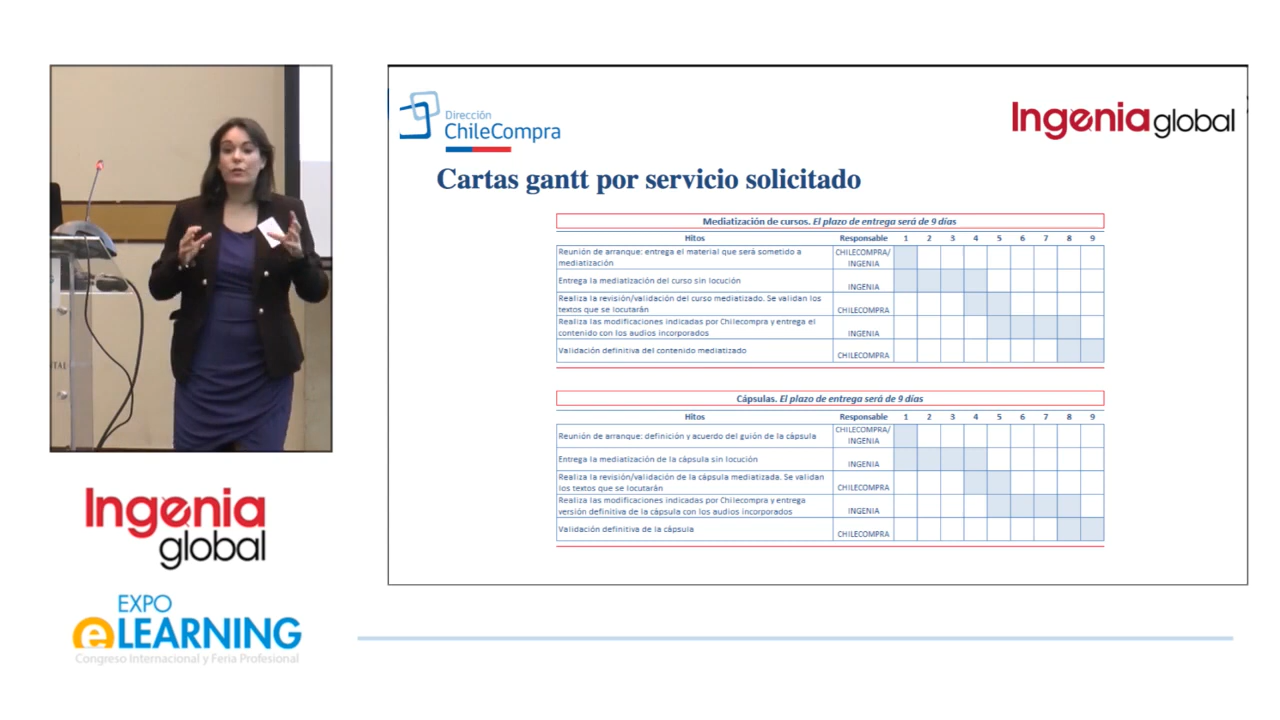 Dirección
ChileCompra
Ingenia global
Cartas gantt por servicio solicitado
Mediatización de cursos. El plazo de entrega será de 9 días
Hitos Responsable 1 2 3 4 5 6 7 8 9
Reunión de arranque: entrega el material que será sometido a
mediatización
CHILECOMPRA/
INGENIA
Entrega la mediatización del curso sin locución
INGENIA
Realiza la revisión/validación del curso mediatizado. Se validan los
textos que se locutarán
CHILECOMPRA
Realiza las modificaciones indicadas por Chilecompra y entrega el
contenido con los audios incorporados
INGENIA
Validación definitiva del contenido mediatizado
CHILECOMPRA
Cápsulas. El plazo de entrega será de 9 días
Hitos Responsable 1 2 3 4 5 6 7 8 9
Reunión de arranque: definición y acuerdo del guión de la cápsula
CHILECOMPRA/
INGENIA
Entrega la mediatización de la cápsula sin locución
INGENIA
Realiza la revisión/validación de la cápsula mediatizada. Se validan
los textos que se locutarán
CHILECOMPRA
Realiza las modificaciones indicadas por Chilecompra y entrega
versión definitiva de la cápsula con los audios incorporados
INGENIA
Validación definitiva de la cápsula
CHILECOMPRA
Ingenia
global
EXPO
eLEARNING
Congreso Internacional y Feria Profesional